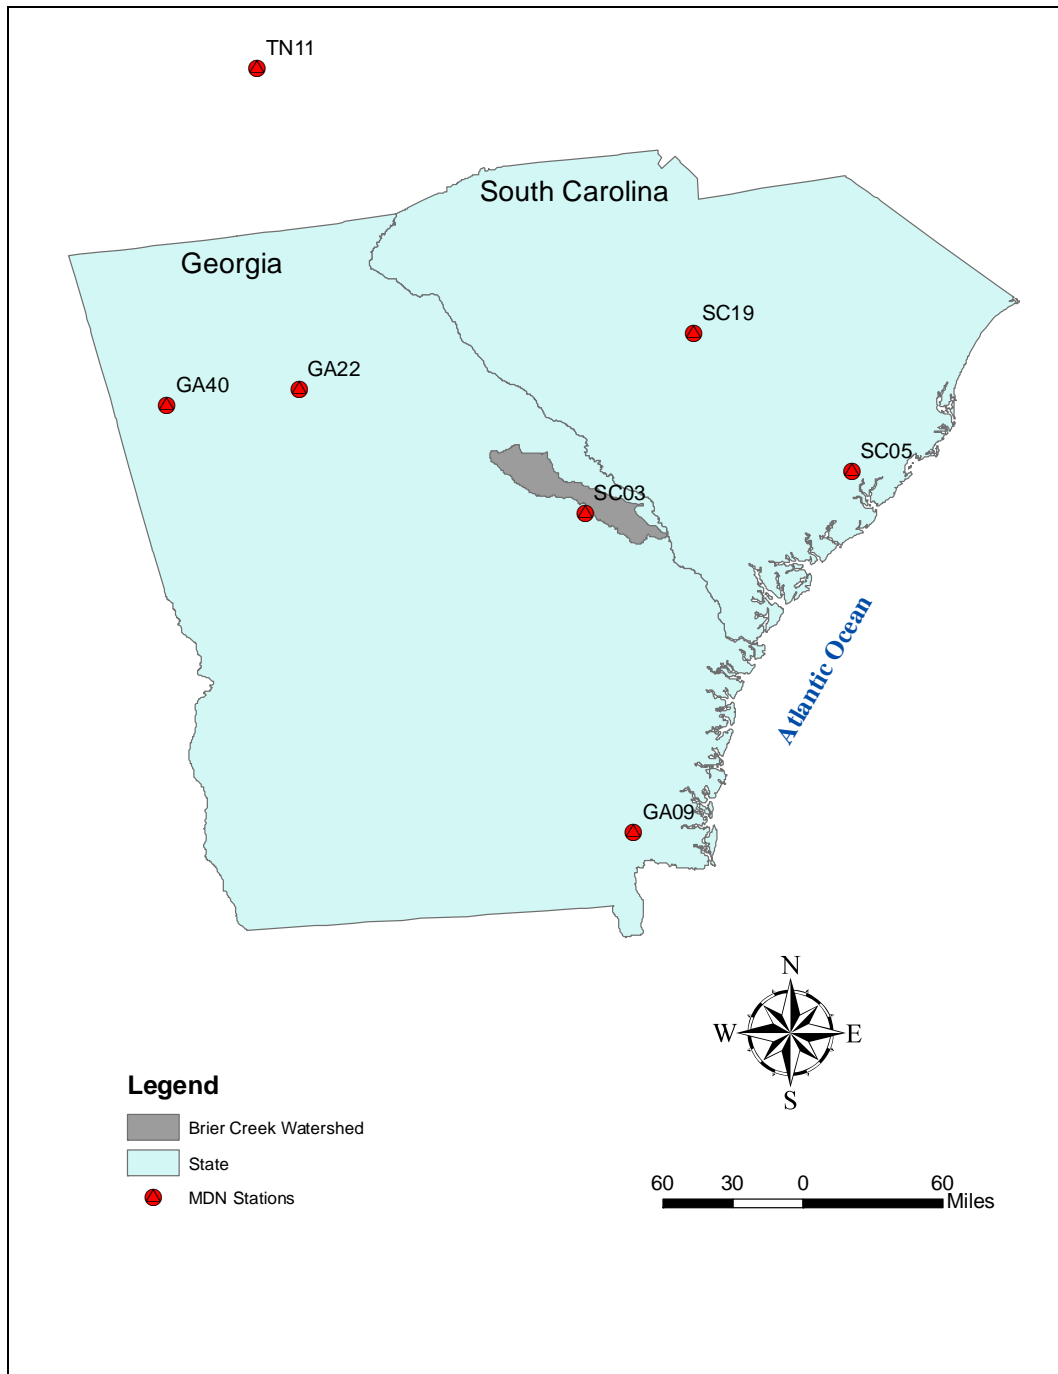 TN11
South Carolina
Georgia
SC19
GA22
GA40
SC05
SC03
Atlantic Ocean
GA09
N
W E
S
Legend
Brier Creek Watershed
State
MDN Stations
60 30 0 60
Miles